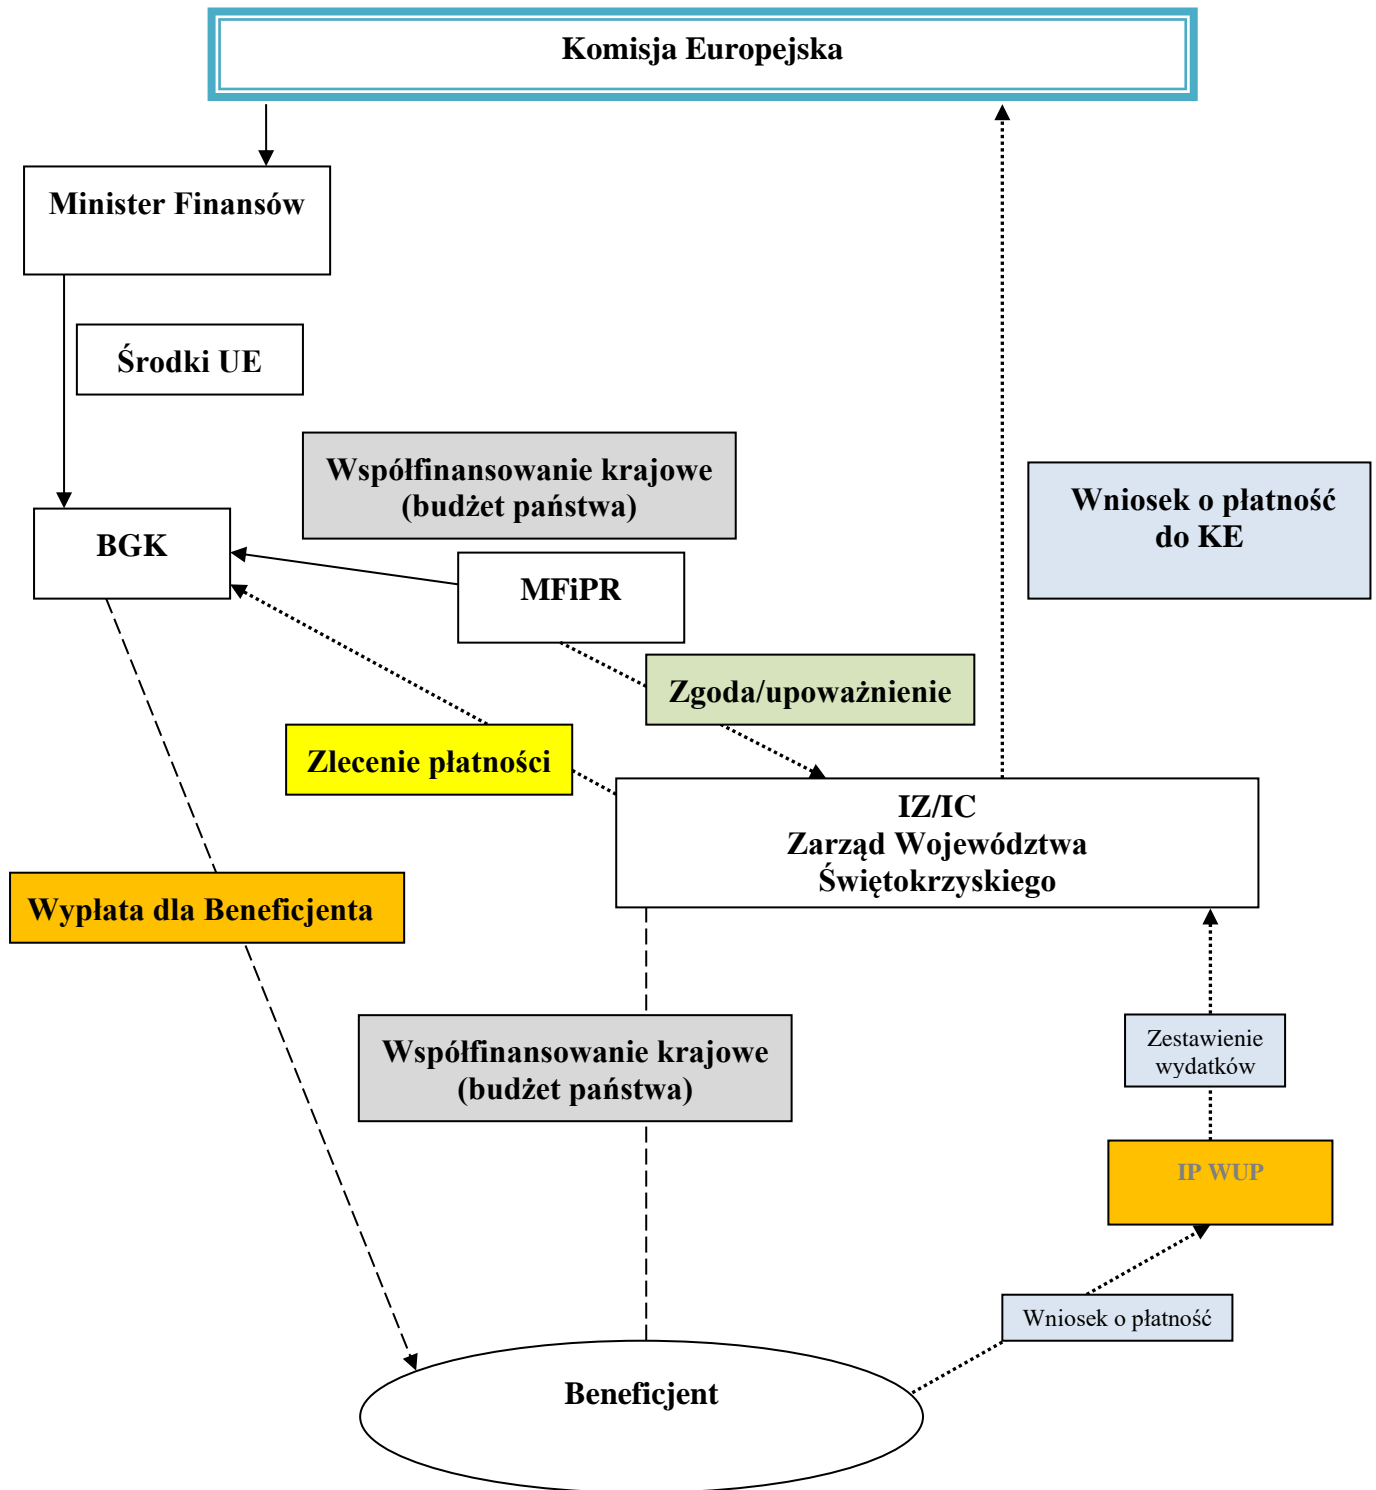 Komisja Europejska
Minister Finansów
Środki UE
Współfinansowanie krajowe
(budżet państwa)
Wniosek o płatność
do KE
BGK
MFiPR
Zgoda/upoważnienie
Zlecenie płatności
IZ/IC
Zarząd Województwa
Świętokrzyskiego
Wypłata dla Beneficjenta
Współfinansowanie krajowe
(budżet państwa)
Zestawienie
wydatków
IP WUP
Wniosek o płatność
Beneficjent